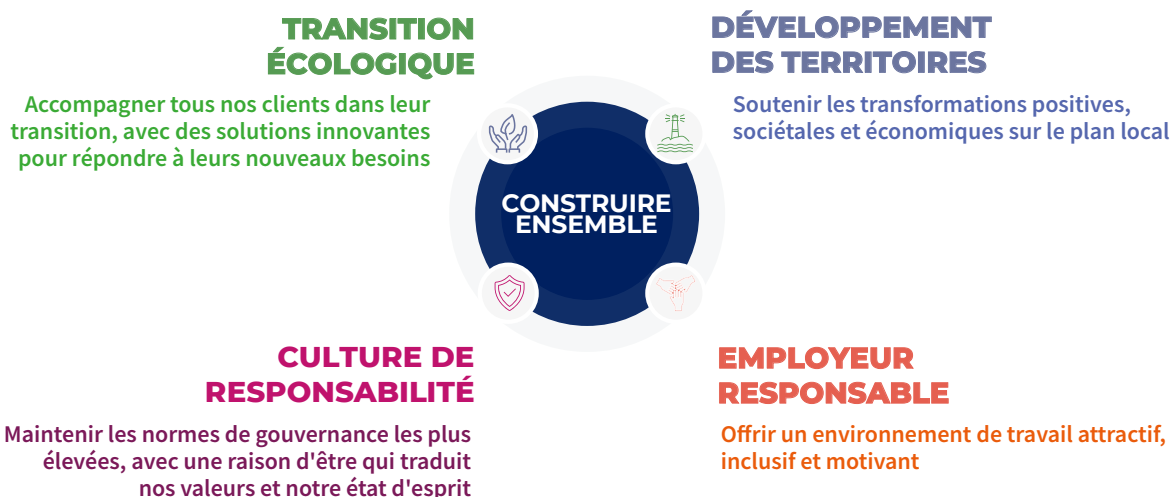 TRANSITION
ÉCOLOGIQUE
Accompagner tous nos clients dans leur
transition, avec des solutions innovantes
pour répondre à leurs nouveaux besoins
DÉVELOPPEMENT
DES TERRITOIRES
Soutenir les transformations positives,
sociétales et économiques sur le plan local
CONSTRUIRE
ENSEMBLE
CULTURE DE
RESPONSABILITÉ
Maintenir les normes de gouvernance les plus
élevées, avec une raison d'être qui traduit
nos valeurs et notre état d'esprit
EMPLOYEUR
RESPONSABLE
Offrir un environnement de travail attractif,
inclusif et motivant